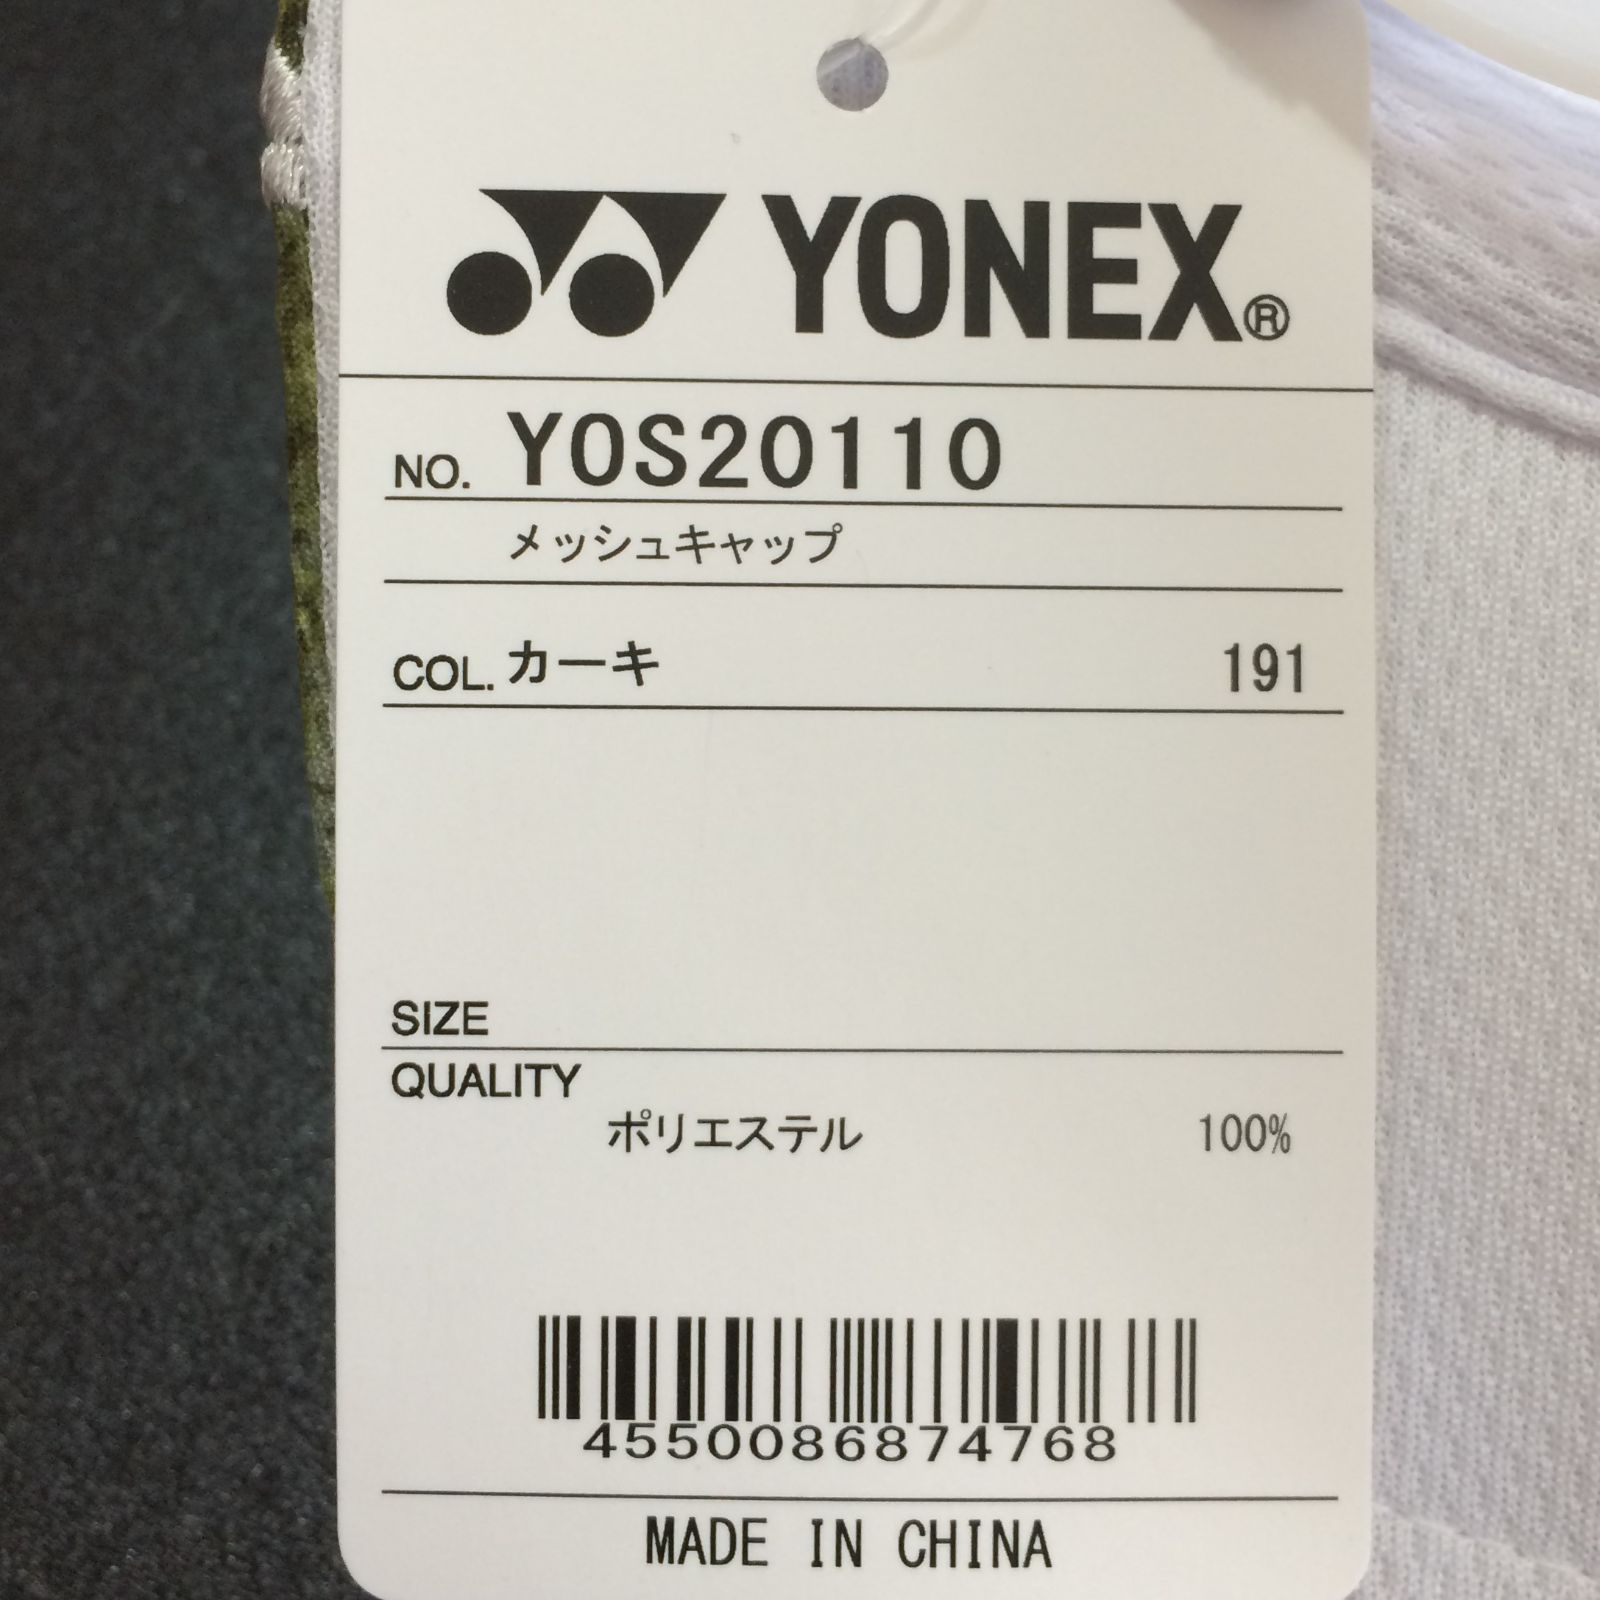 YONEX®
NO. YOS20110
メッシュキャップ
COL. カーキ 191
SIZE
QUALITY
ポリエステル 100%
4550086874768
MADE IN CHINA